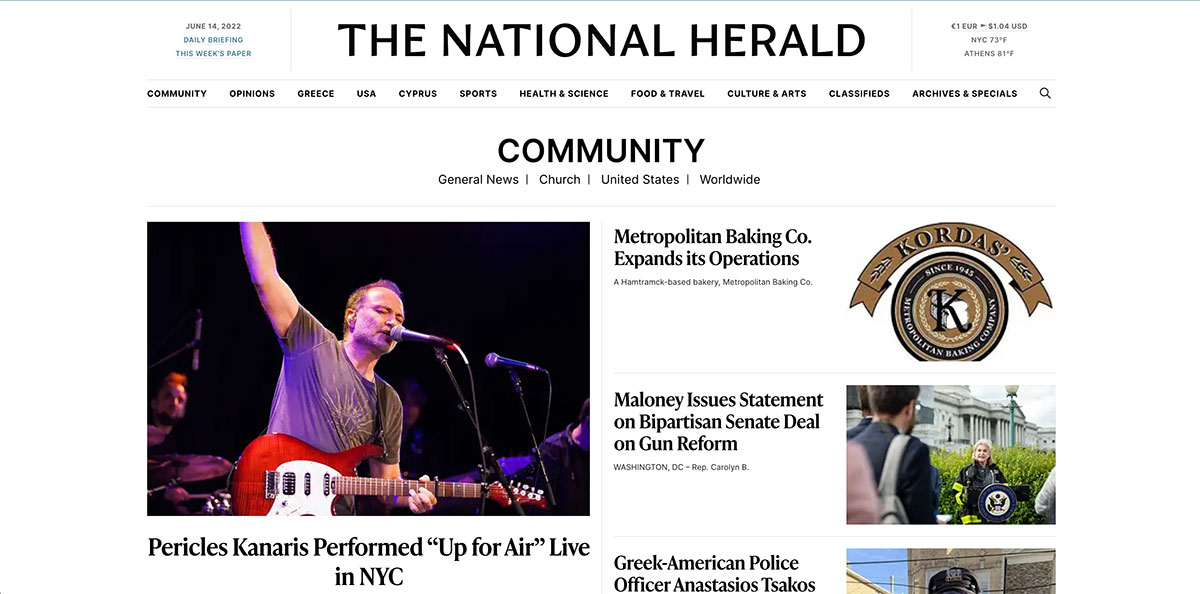 JUNE 14, 2022
DAILY BRIEFING
THIS WEEK'S PAPER
THE NATIONAL HERALD
€1 EUR = $1.04 USD
NYC 73°F
ATHENS 81°F
COMMUNITY OPINIONS GREECE USA CYPRUS SPORTS HEALTH & SCIENCE FOOD & TRAVEL CULTURE & ARTS CLASSIFIEDS ARCHIVES & SPECIALS
COMMUNITY
General News | Church | United States | Worldwide
Pericles Kanaris Performed “Up for Air” Live
in NYC
Metropolitan Baking Co.
Expands its Operations
A Hamtramck-based bakery, Metropolitan Baking Co.
KORDAS'
SINCE 1945
K
METROPOLITAN BAKING COMPANY
Maloney Issues Statement
on Bipartisan Senate Deal
on Gun Reform
WASHINGTON, DC – Rep. Carolyn B.
Greek-American Police
Officer Anastasios Tsakos